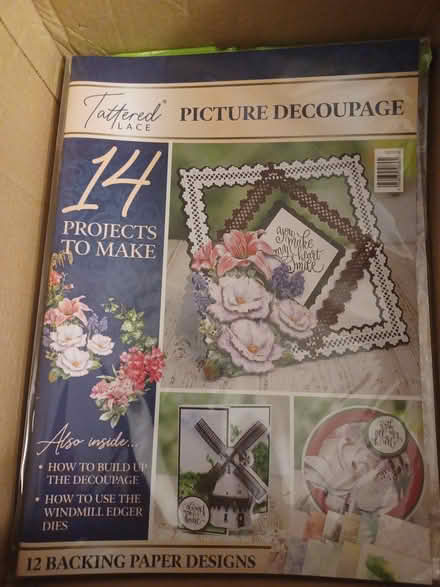 Tattered®
LACE
PICTURE DECOUPAGE
14
PROJECTS
TO MAKE
you
make
my heart
smile
Also inside...
• HOW TO BUILD UP
THE DECOUPAGE
• HOW TO USE THE
WINDMILL EDGER
DIES
12 BACKING PAPER DESIGNS